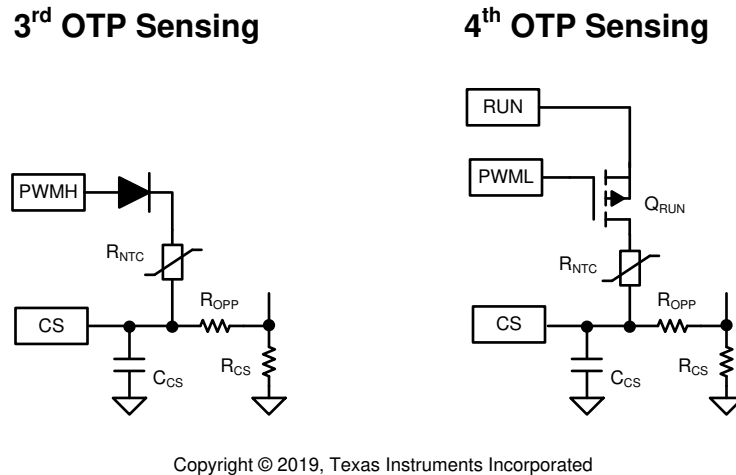 3rd OTP Sensing
PWMH
RNTC
ROPP
CS
CCS
RCS
4th OTP Sensing
RUN
PWML
QRUN
RNTC
ROPP
CS
CCS
RCS
Copyright © 2019, Texas Instruments Incorporated